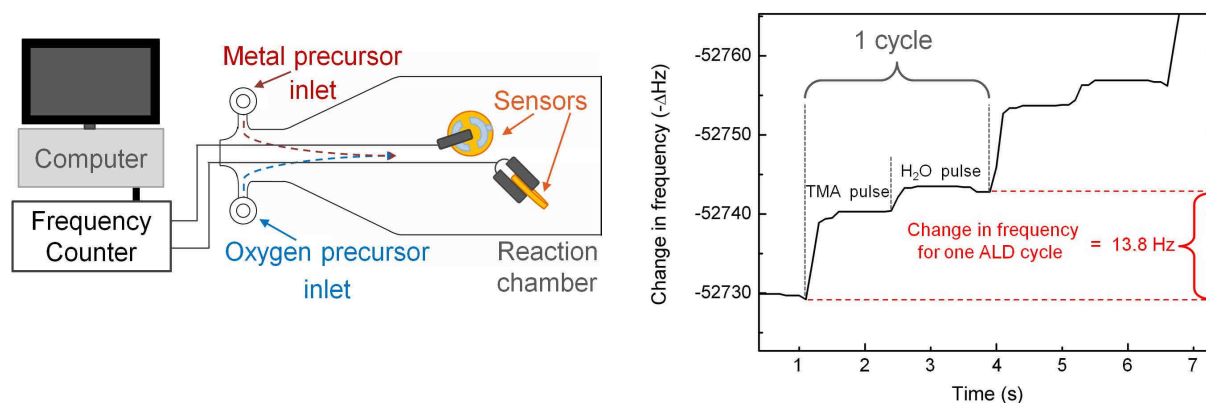 Computer
Frequency
Counter
Metal precursor
inlet
Sensors
Oxygen precursor
inlet
Reaction
chamber
Change in frequency (-ΔHz)
-52760
-52750
-52740
-52730
1 cycle
TMA pulse
H₂O pulse
Change in frequency
for one ALD cycle
= 13.8 Hz
1 2 3 4 5 6 7
Time (s)